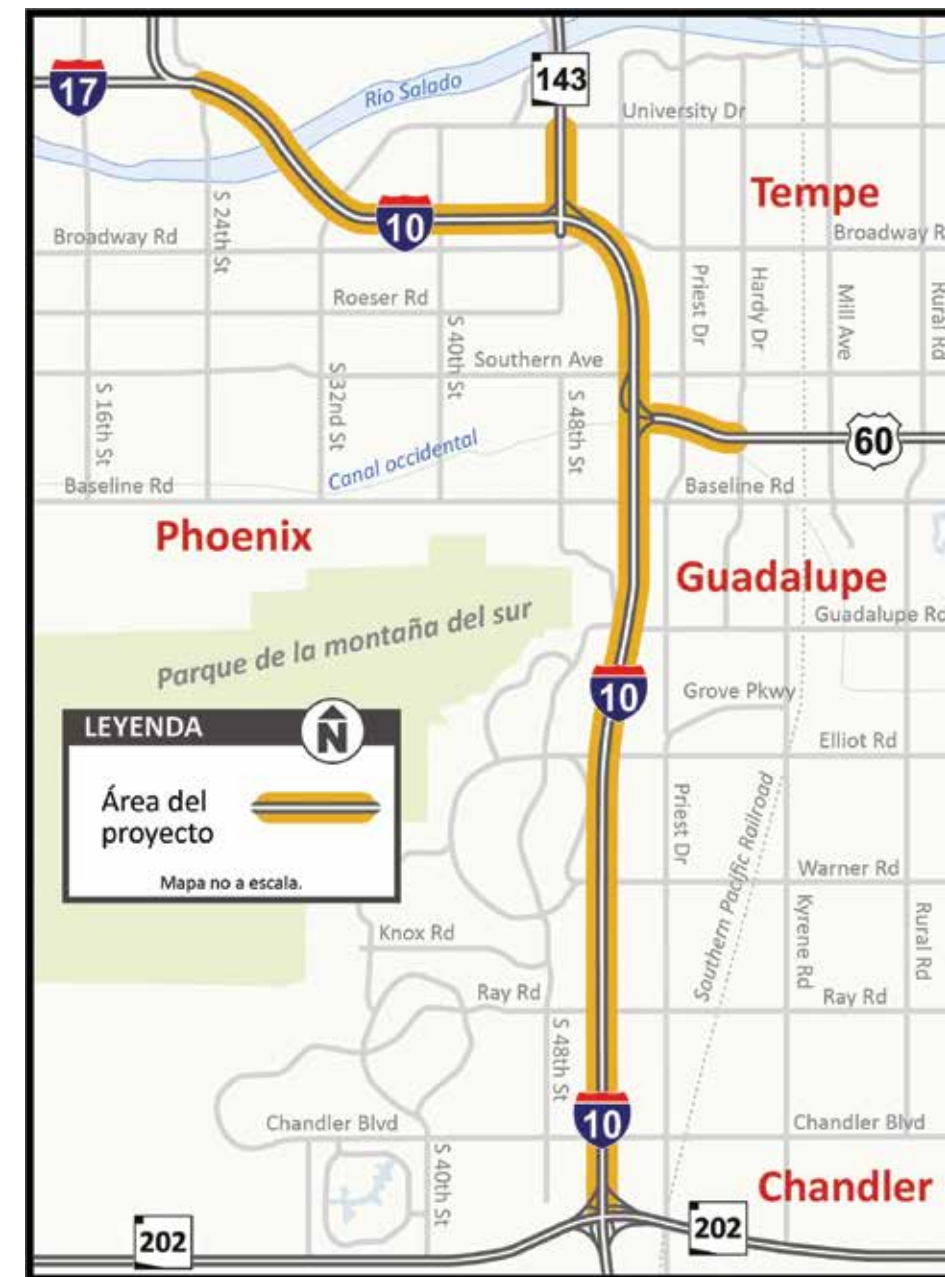 17
143
Río Salado
University Dr
Tempe
10
S 24th St
Broadway Rd
Broadway R
Roeser Rd
Priest Dr
Hardy Dr
Mill Ave
Rural Rd
S 40th St
Southern Ave
S 16th St
S 32nd St
S 48th St
Canal occidental
60
Baseline Rd
Baseline Rd
Phoenix
Guadalupe
Guadalupe Rd
Parque de la montaña del sur
10
Grove Pkwy
LEYENDA
N
Elliot Rd
Área del
proyecto
Mapa no a escala.
Priest Dr
Southern Pacific Railroad
Warner Rd
Kyrene Rd
Rural Rd
Knox Rd
Ray Rd
Ray Rd
S 48th St
10
Chandler Blvd
Chandler Blvd
S 40th St
Chandler
202
202